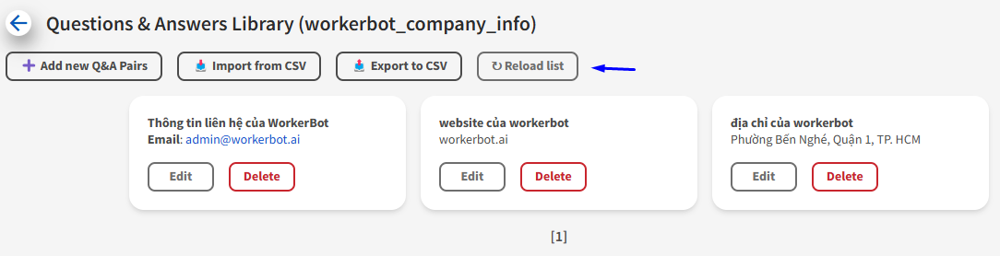 Questions & Answers Library (workerbot_company_info)
Add new Q&A Pairs
Import from CSV
Export to CSV
↻ Reload list
Thông tin liên hệ của WorkerBot
Email: admin@workerbot.ai
Edit
Delete
website của workerbot
workerbot.ai
Edit
Delete
địa chỉ của workerbot
Phường Bến Nghé, Quận 1, TP. HCM
Edit
Delete
[1]